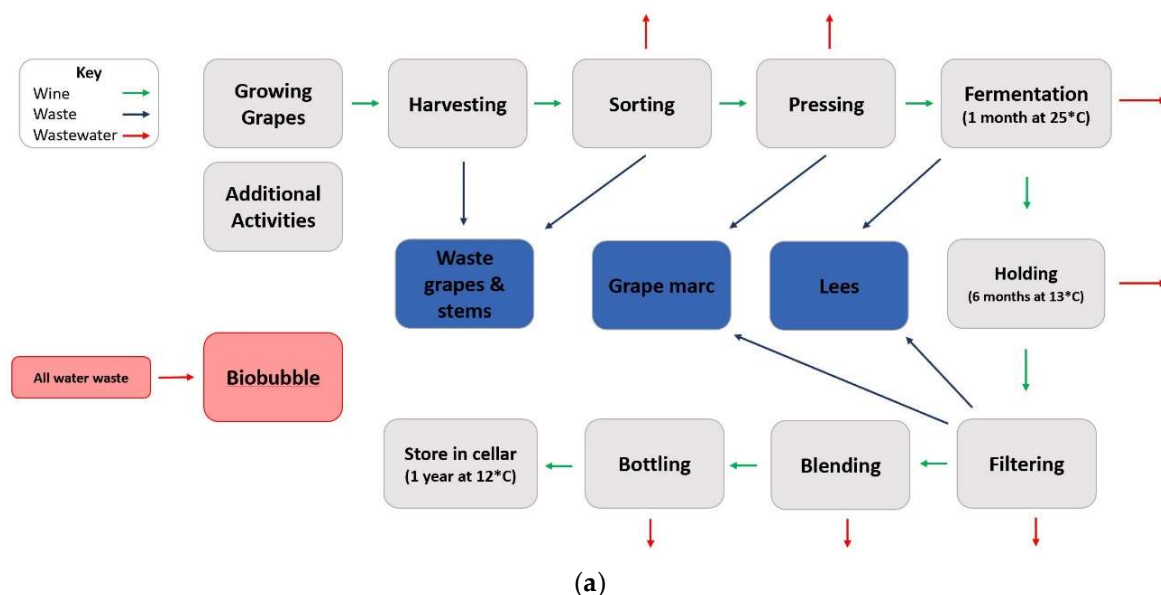 Key
Wine
Waste
Wastewater
Growing
Grapes
Harvesting
Sorting
Pressing
Fermentation
(1 month at 25*C)
Additional
Activities
Waste
grapes &
stems
Grape marc
Lees
Holding
(6 months at 13*C)
All water waste
Biobubble
Store in cellar
(1 year at 12*C)
Bottling
Blending
Filtering
(a)